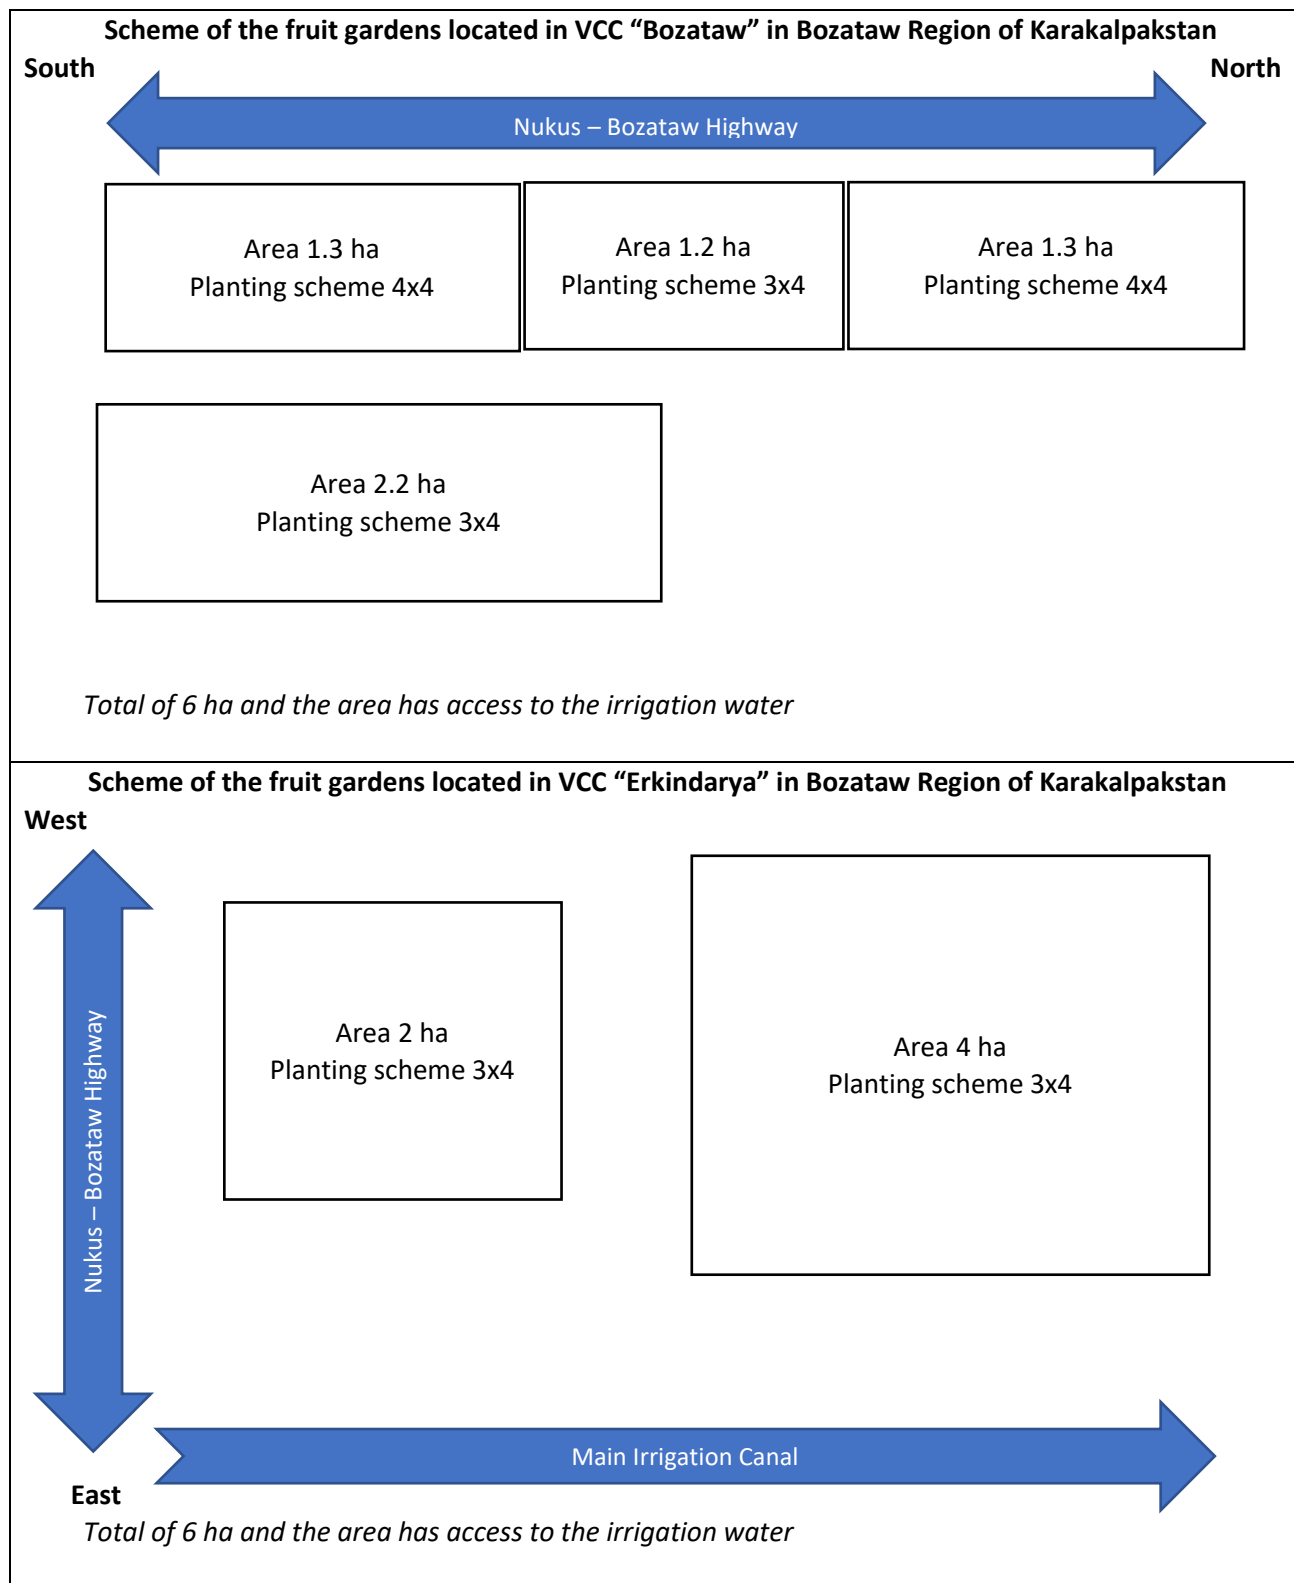 Scheme of the fruit gardens located in VCC “Bozataw” in Bozataw Region of Karakalpakstan
South
North
Nukus – Bozataw Highway
Area 1.3 ha
Planting scheme 4x4
Area 1.2 ha
Planting scheme 3x4
Area 1.3 ha
Planting scheme 4x4
Area 2.2 ha
Planting scheme 3x4
Total of 6 ha and the area has access to the irrigation water
Scheme of the fruit gardens located in VCC “Erkindarya” in Bozataw Region of Karakalpakstan
West
Nukus – Bozataw Highway
Area 2 ha
Planting scheme 3x4
Area 4 ha
Planting scheme 3x4
Main Irrigation Canal
East
Total of 6 ha and the area has access to the irrigation water